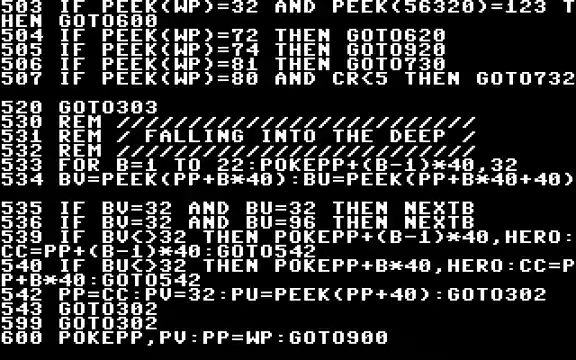 503 IF PEEK(WP)=32 AND PEEK(56320)=123 T
HEN GOTO600
504 IF PEEK(WP)=72 THEN GOTO620
505 IF PEEK(WP)=74 THEN GOTO920
506 IF PEEK(WP)=81 THEN GOTO730
507 IF PEEK(WP)=80 AND CR<5 THEN GOTO732
520 GOTO303
530 REM /////////////////////////
531 REM / FALLING INTO THE DEEP /
532 REM /////////////////////////
533 FOR B=1 TO 22:POKEPP+(B-1)*40,32
534 BV=PEEK(PP+B*40):BU=PEEK(PP+B*40+40)
535 IF BV=32 AND BU=32 THEN NEXTB
536 IF BV=32 AND BU=96 THEN NEXTB
539 IF BV<>32 THEN POKEPP+(B-1)*40,HERO:
CC=PP+(B-1)*40:GOTO542
540 IF BU<>32 THEN POKEPP+B*40,HERO:CC=P
P+B*40:GOTO542
542 PP=CC:PV=32:PU=PEEK(PP+40):GOTO302
543 GOTO302
599 GOTO302
600 POKEPP,PV:PP=WP:GOTO900